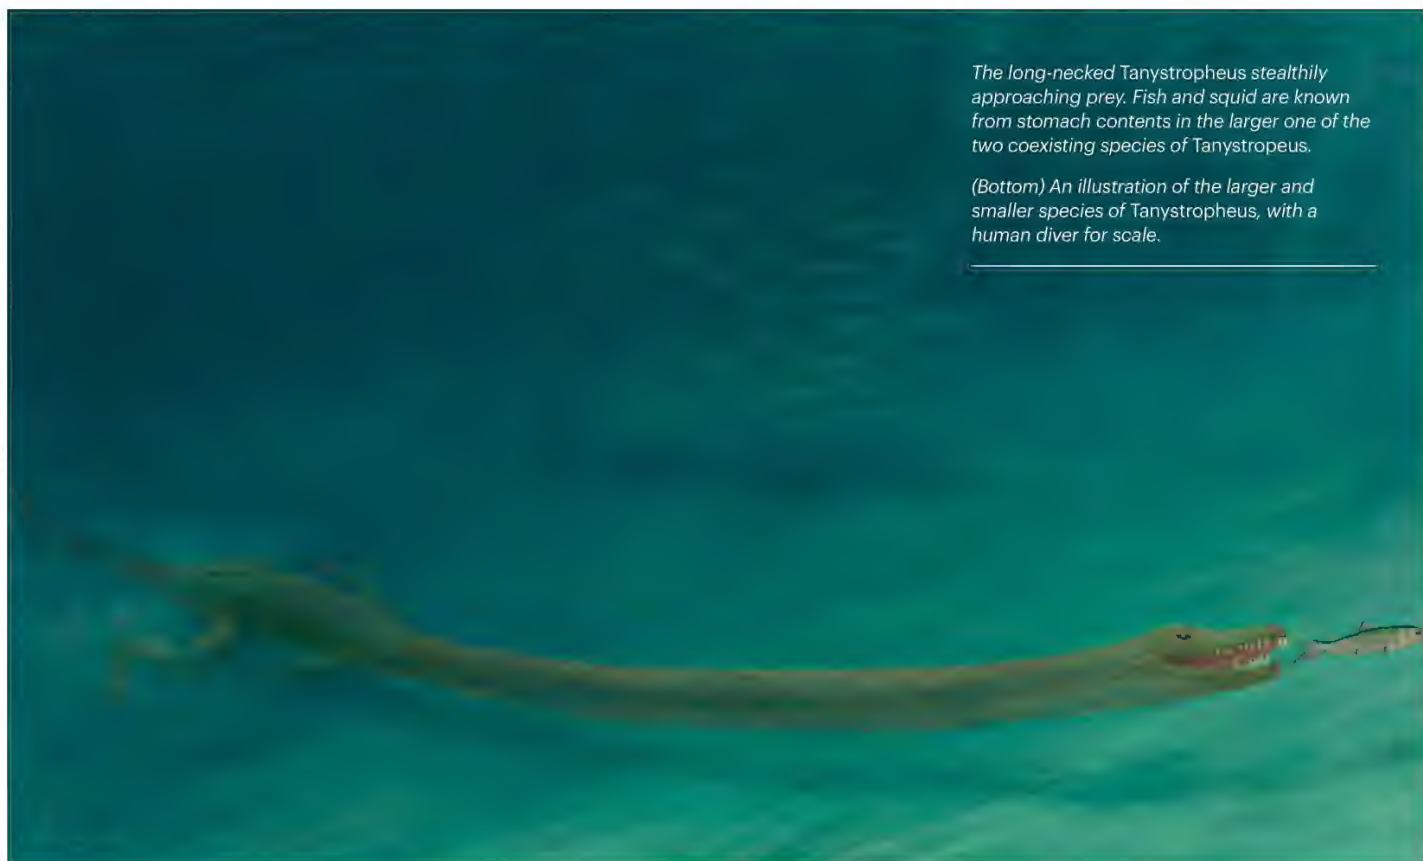 The long-necked Tanystropheus stealthily
approaching prey. Fish and squid are known
from stomach contents in the larger one of the
two coexisting species of Tanystropeus.
(Bottom) An illustration of the larger and
smaller species of Tanystropheus, with a
human diver for scale.